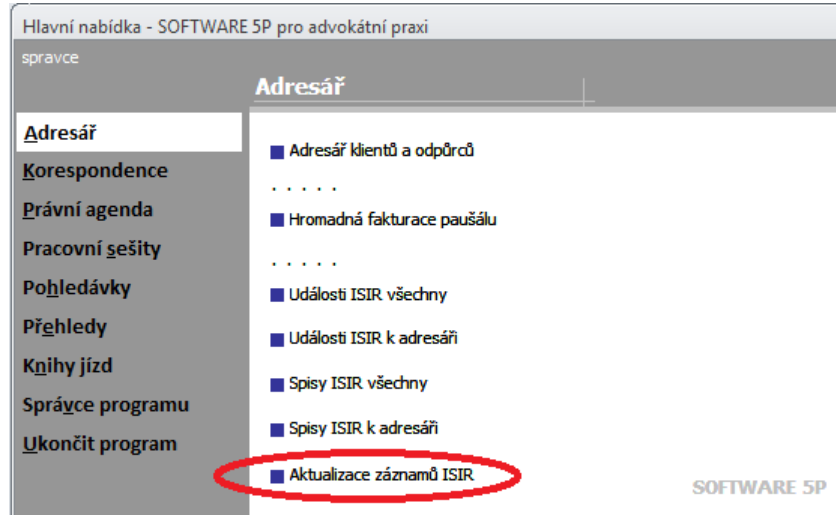 Hlavní nabídka - SOFTWARE 5P pro advokátní praxi
spravce
Adresář
Adresář
Korespondence
Právní agenda
Pracovní sešity
Pohledávky
Přehledy
Knihy jízd
Správce programu
Ukončit program
Adresář klientů a odpůrců
. . . . .
Hromadná fakturace paušálu
. . . . .
Události ISIR všechny
Události ISIR k adresáři
Spisy ISIR všechny
Spisy ISIR k adresáři
Aktualizace záznamů ISIR
SOFTWARE 5P